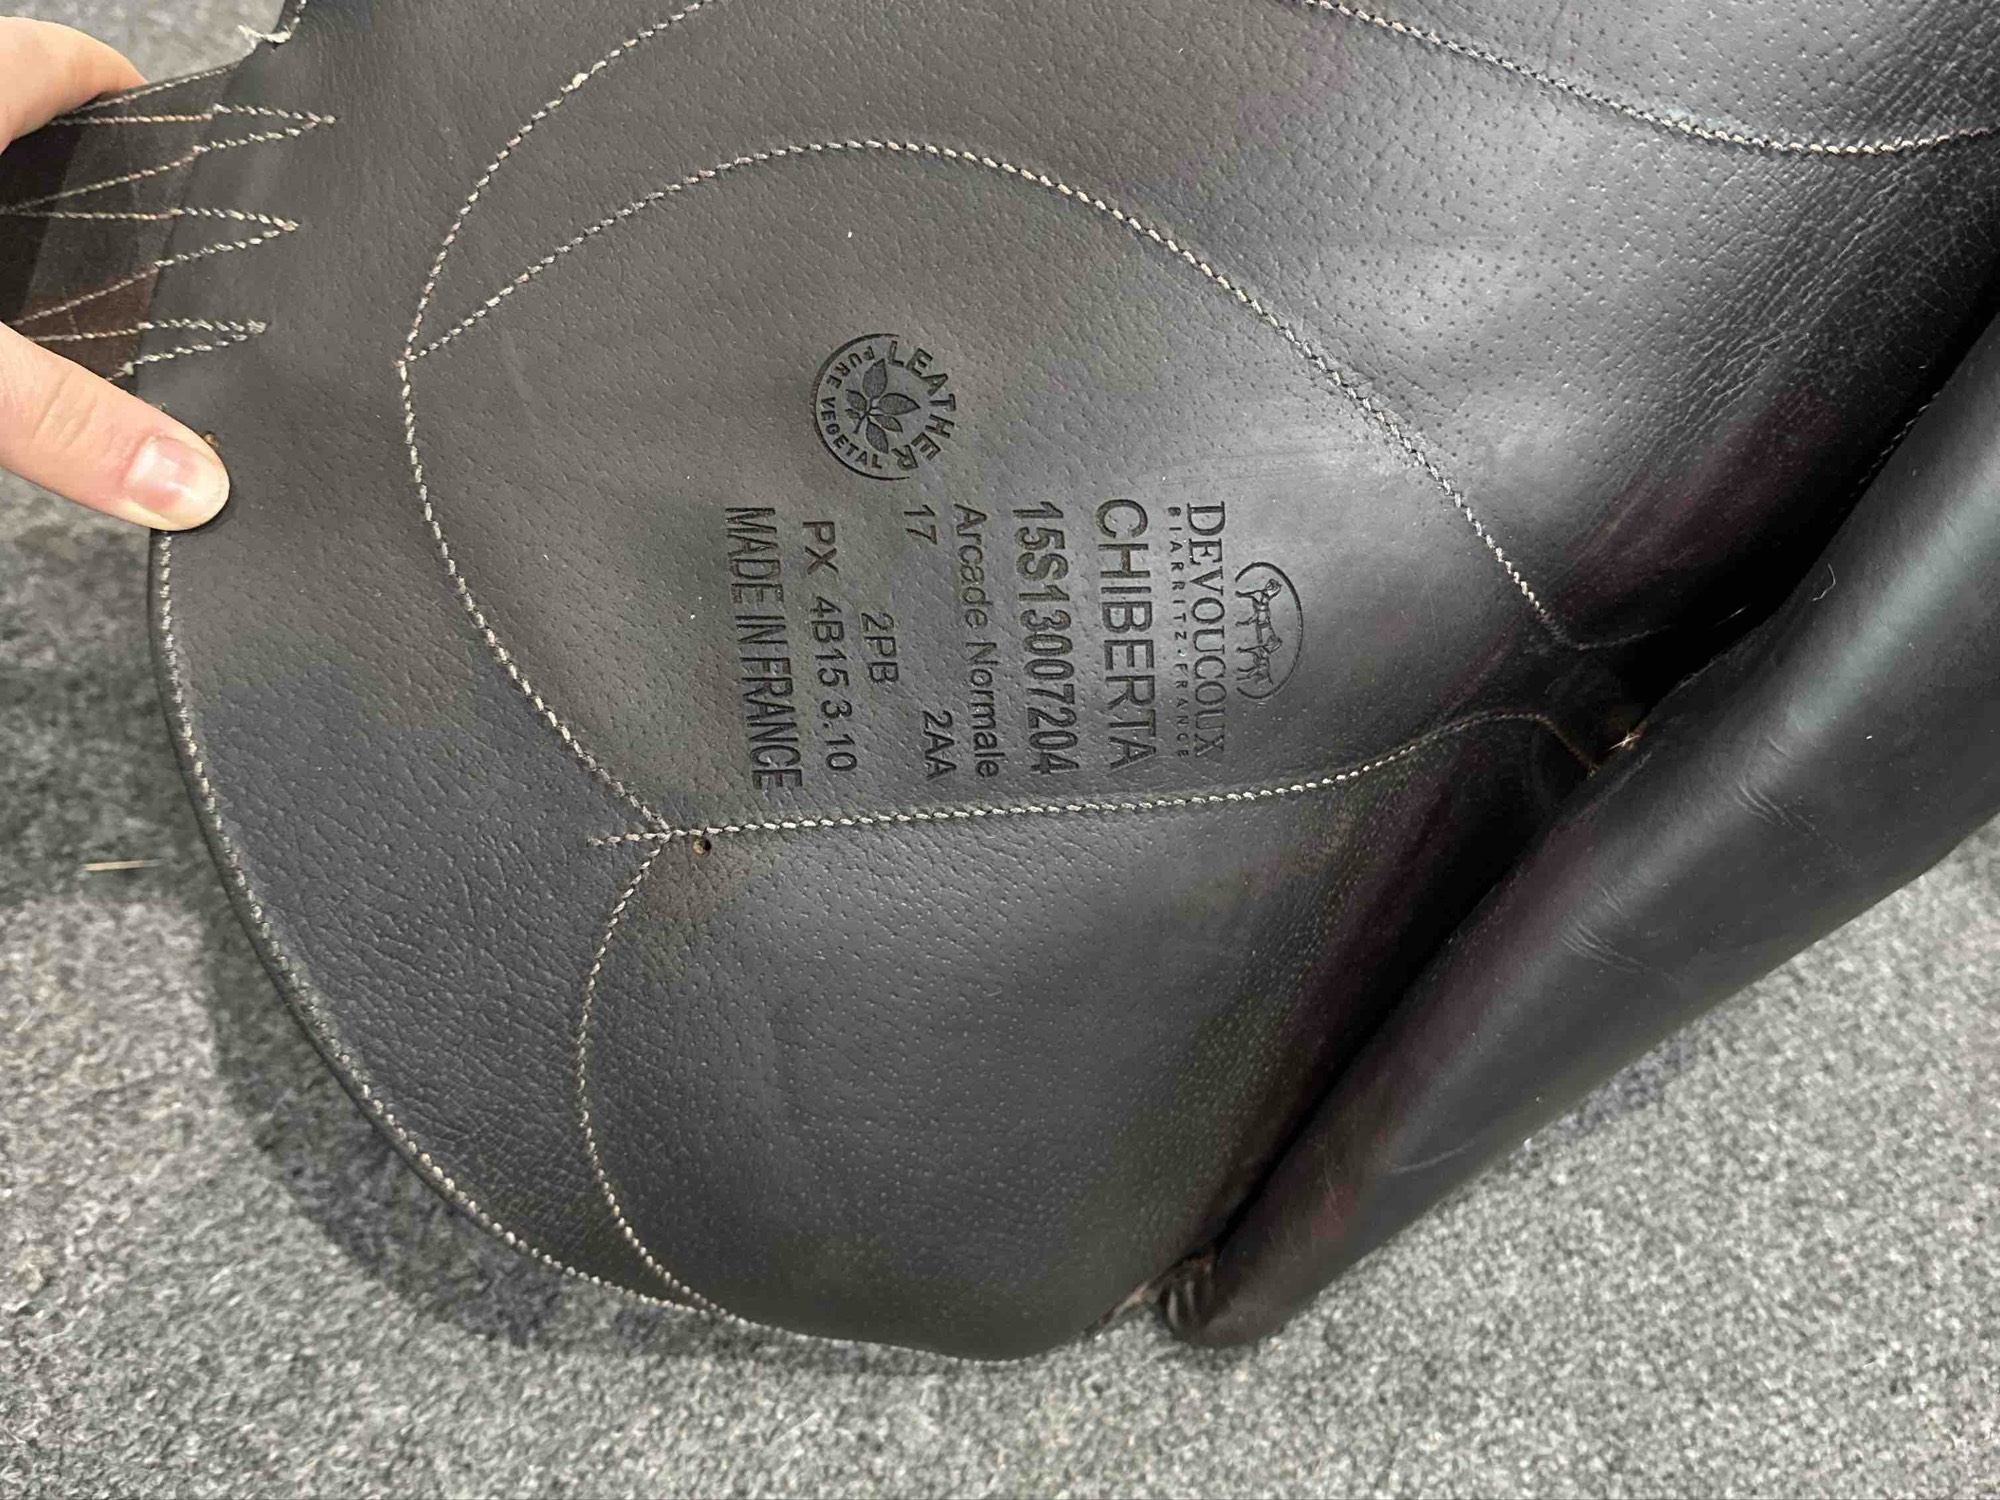 LEATHER
PURE VEGETAL
DEVOUCOUX
BIARRITZ·FRANCE
CHIBERTA
15S13007204
Arcade Normale
17 2AA
2PB
PX 4B15 3.10
MADE IN FRANCE